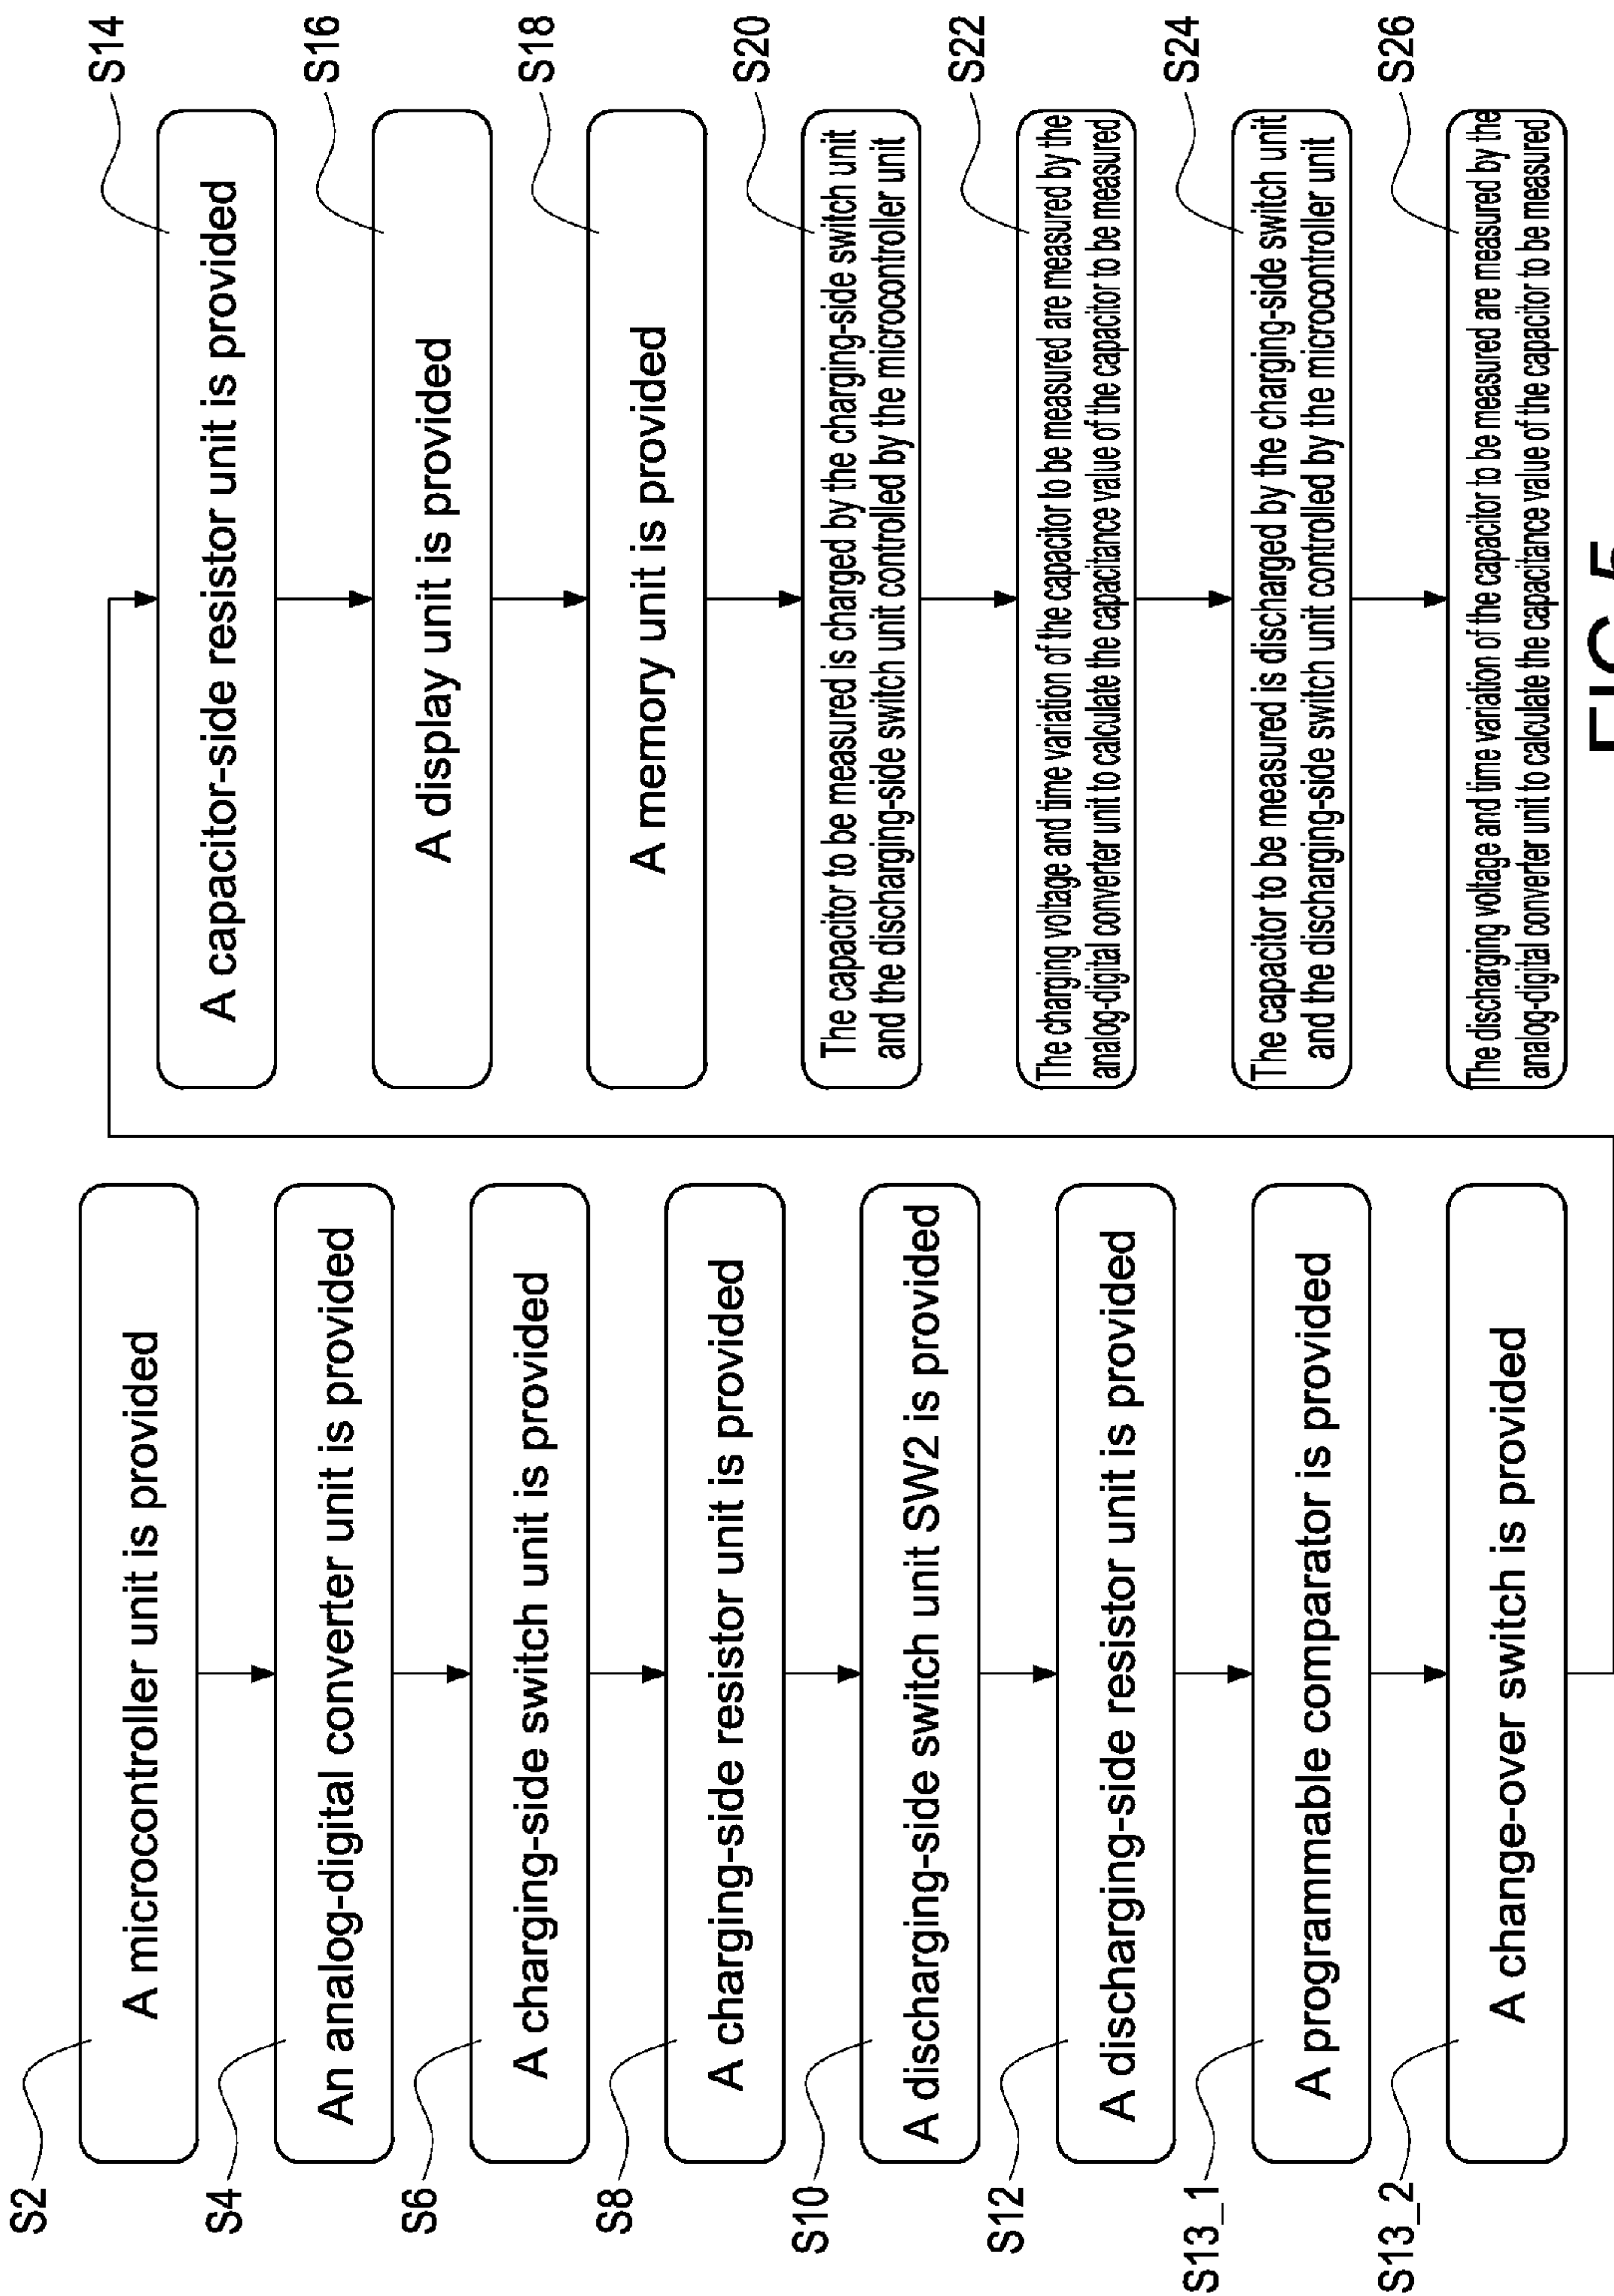 S2
A microcontroller unit is provided
S4
An analog-digital converter unit is provided
S6
A charging-side switch unit is provided
S8
A charging-side resistor unit is provided
S10
A discharging-side switch unit SW2 is provided
S12
A discharging-side resistor unit is provided
S13_1
A programmable comparator is provided
S13_2
A change-over switch is provided
S14
A capacitor-side resistor unit is provided
S16
A display unit is provided
S18
A memory unit is provided
S20
The capacitor to be measured is charged by the charging-side switch unit
and the discharging-side switch unit controlled by the microcontroller unit
S22
The charging voltage and time variation of the capacitor to be measured are measured by the
analog-digital converter unit to calculate the capacitance value of the capacitor to be measured
S24
The capacitor to be measured is discharged by the charging-side switch unit
and the discharging-side switch unit controlled by the microcontroller unit
S26
The discharging voltage and time variation of the capacitor to be measured are measured by the
analog-digital converter unit to calculate the capacitance value of the capacitor to be measured
FIG.5